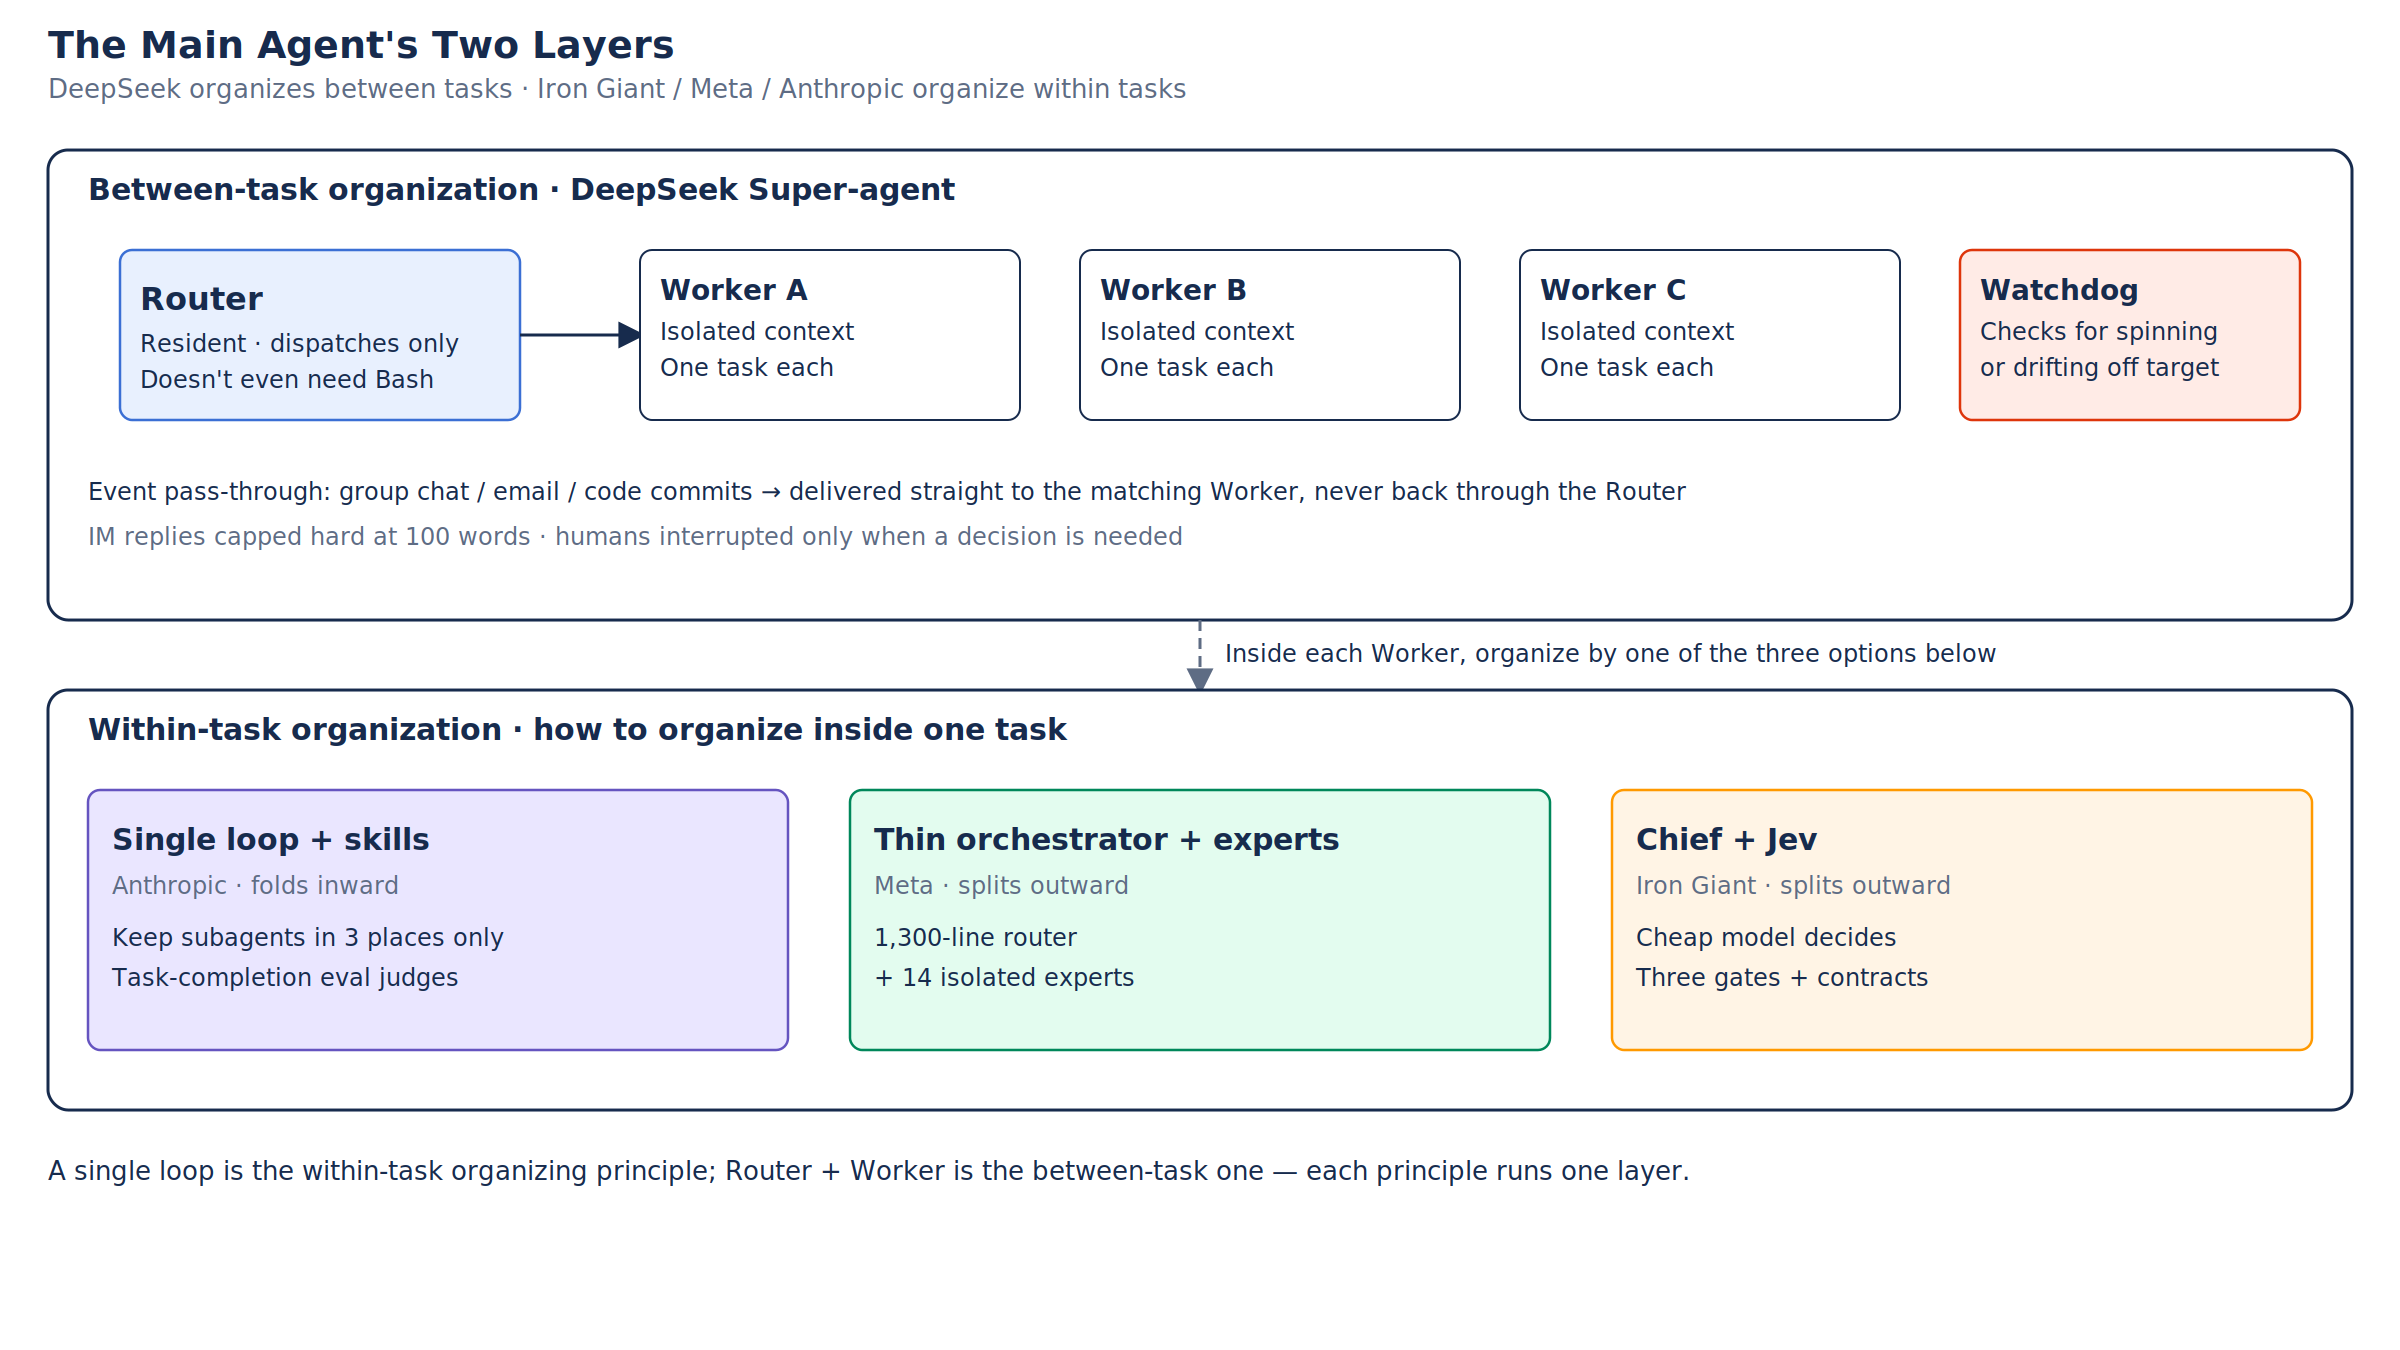 The Main Agent's Two Layers
DeepSeek organizes between tasks · Iron Giant / Meta / Anthropic organize within tasks
Between-task organization · DeepSeek Super-agent
Router
Resident · dispatches only
Doesn't even need Bash
Worker A
Isolated context
One task each
Worker B
Isolated context
One task each
Worker C
Isolated context
One task each
Watchdog
Checks for spinning
or drifting off target
Event pass-through: group chat / email / code commits → delivered straight to the matching Worker, never back through the Router
IM replies capped hard at 100 words · humans interrupted only when a decision is needed
Inside each Worker, organize by one of the three options below
Within-task organization · how to organize inside one task
Single loop + skills
Anthropic · folds inward
Keep subagents in 3 places only
Task-completion eval judges
Thin orchestrator + experts
Meta · splits outward
1,300-line router
+ 14 isolated experts
Chief + Jev
Iron Giant · splits outward
Cheap model decides
Three gates + contracts
A single loop is the within-task organizing principle; Router + Worker is the between-task one — each principle runs one layer.